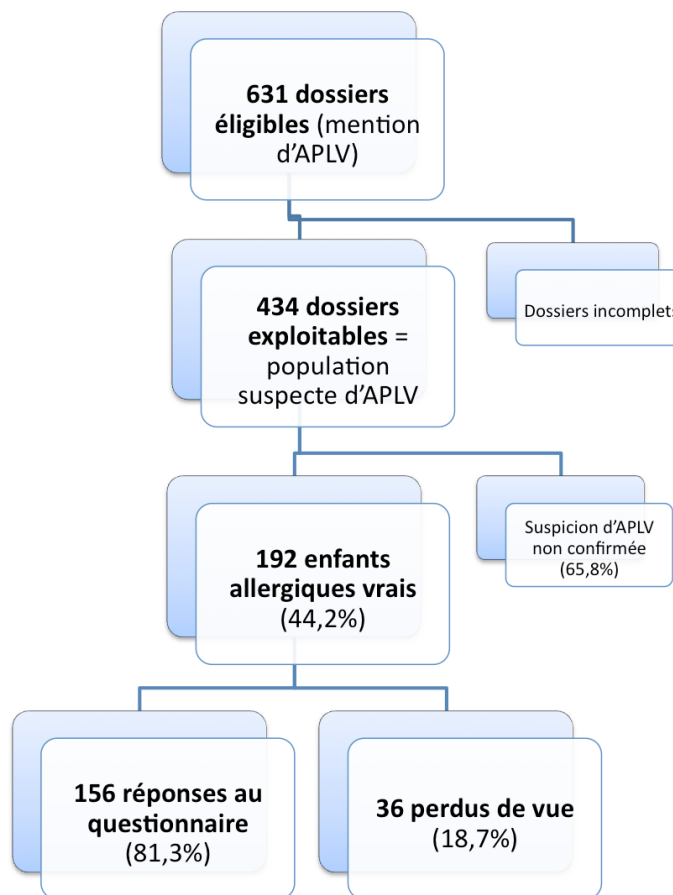 631 dossiers
éligibles (mention
d’APLV)
434 dossiers
exploitables =
population
suspecte d’APLV
Dossiers incomplets
192 enfants
allergiques vrais
(44,2%)
Suspicion d’APLV
non confirmée
(65,8%)
156 réponses au
questionnaire
(81,3%)
36 perdus de vue
(18,7%)